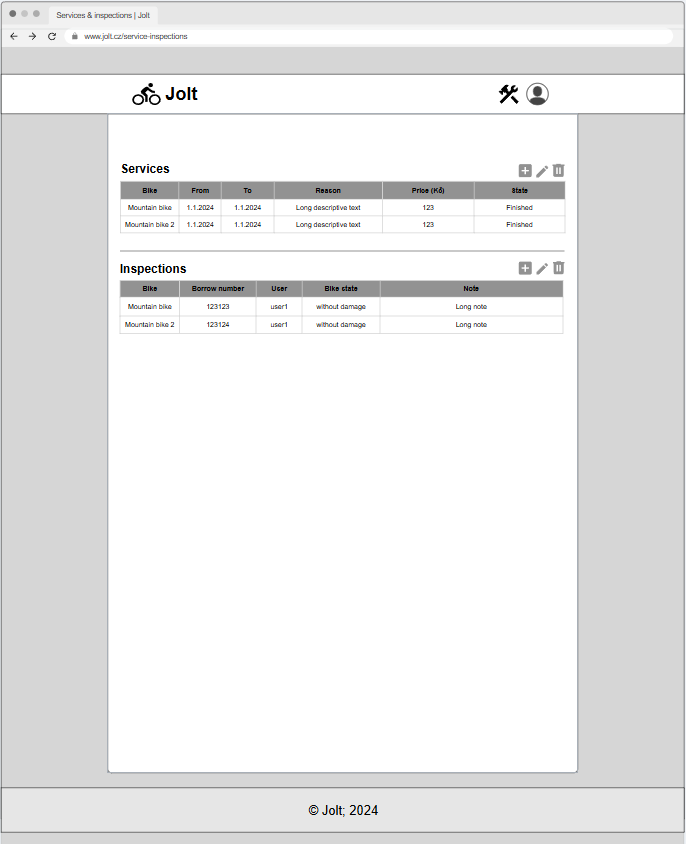 Services & inspections | Jolt
www.jolt.cz/service-inspections
Jolt
Services
Bike From To Reason Price (Kč) State
Mountain bike 1.1.2024 1.1.2024 Long descriptive text 123 Finished
Mountain bike 2 1.1.2024 1.1.2024 Long descriptive text 123 Finished
Inspections
Bike Borrow number User Bike state Note
Mountain bike 123123 user1 without damage Long note
Mountain bike 2 123124 user1 without damage Long note
© Jolt; 2024